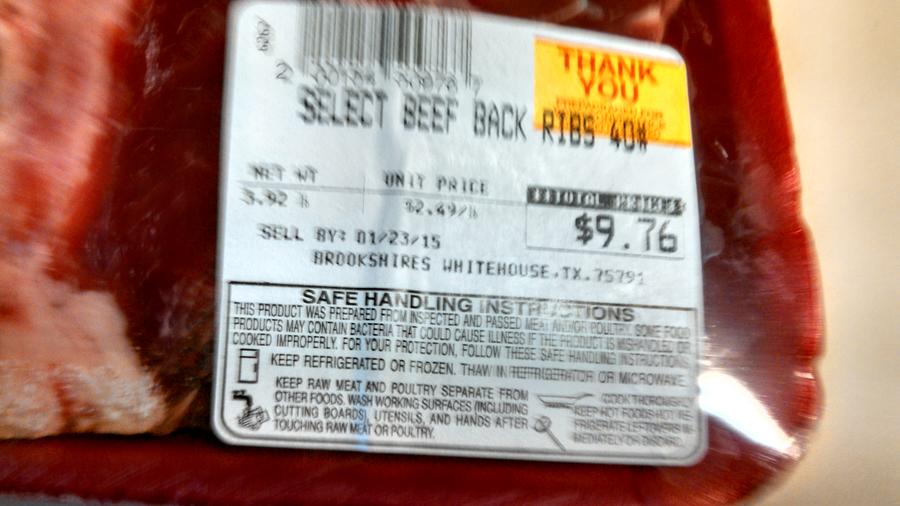 THANK
YOU
SELECT BEEF BACK RIBS 40#
NET WT
UNIT PRICE
3.92
$2.49/
$9.76
SELL BY: 01/23/15
BROOKSHIRES WHITEHOUSE,TX.75791
SAFE HANDLING INSTRUCTIONS
THIS PRODUCT WAS PREPARED FROM INSPECTED AND PASSED MEAT AND/OR POULTRY. SOME FOOD
PRODUCTS MAY CONTAIN BACTERIA THAT COULD CAUSE ILLNESS IF THE PRODUCT IS MISHANDLED OR
COOKED IMPROPERLY. FOR YOUR PROTECTION, FOLLOW THESE SAFE HANDLING INSTRUCTIONS.
KEEP REFRIGERATED OR FROZEN. THAW IN REFRIGERATOR OR MICROWAVE.
KEEP RAW MEAT AND POULTRY SEPARATE FROM
OTHER FOODS. WASH WORKING SURFACES (INCLUDING
CUTTING BOARDS), UTENSILS, AND HANDS AFTER
TOUCHING RAW MEAT OR POULTRY.
COOK THOROUGHLY.
KEEP HOT FOODS HOT. RE-
FRIGERATE LEFTOVERS IM-
MEDIATELY OR DISCARD.